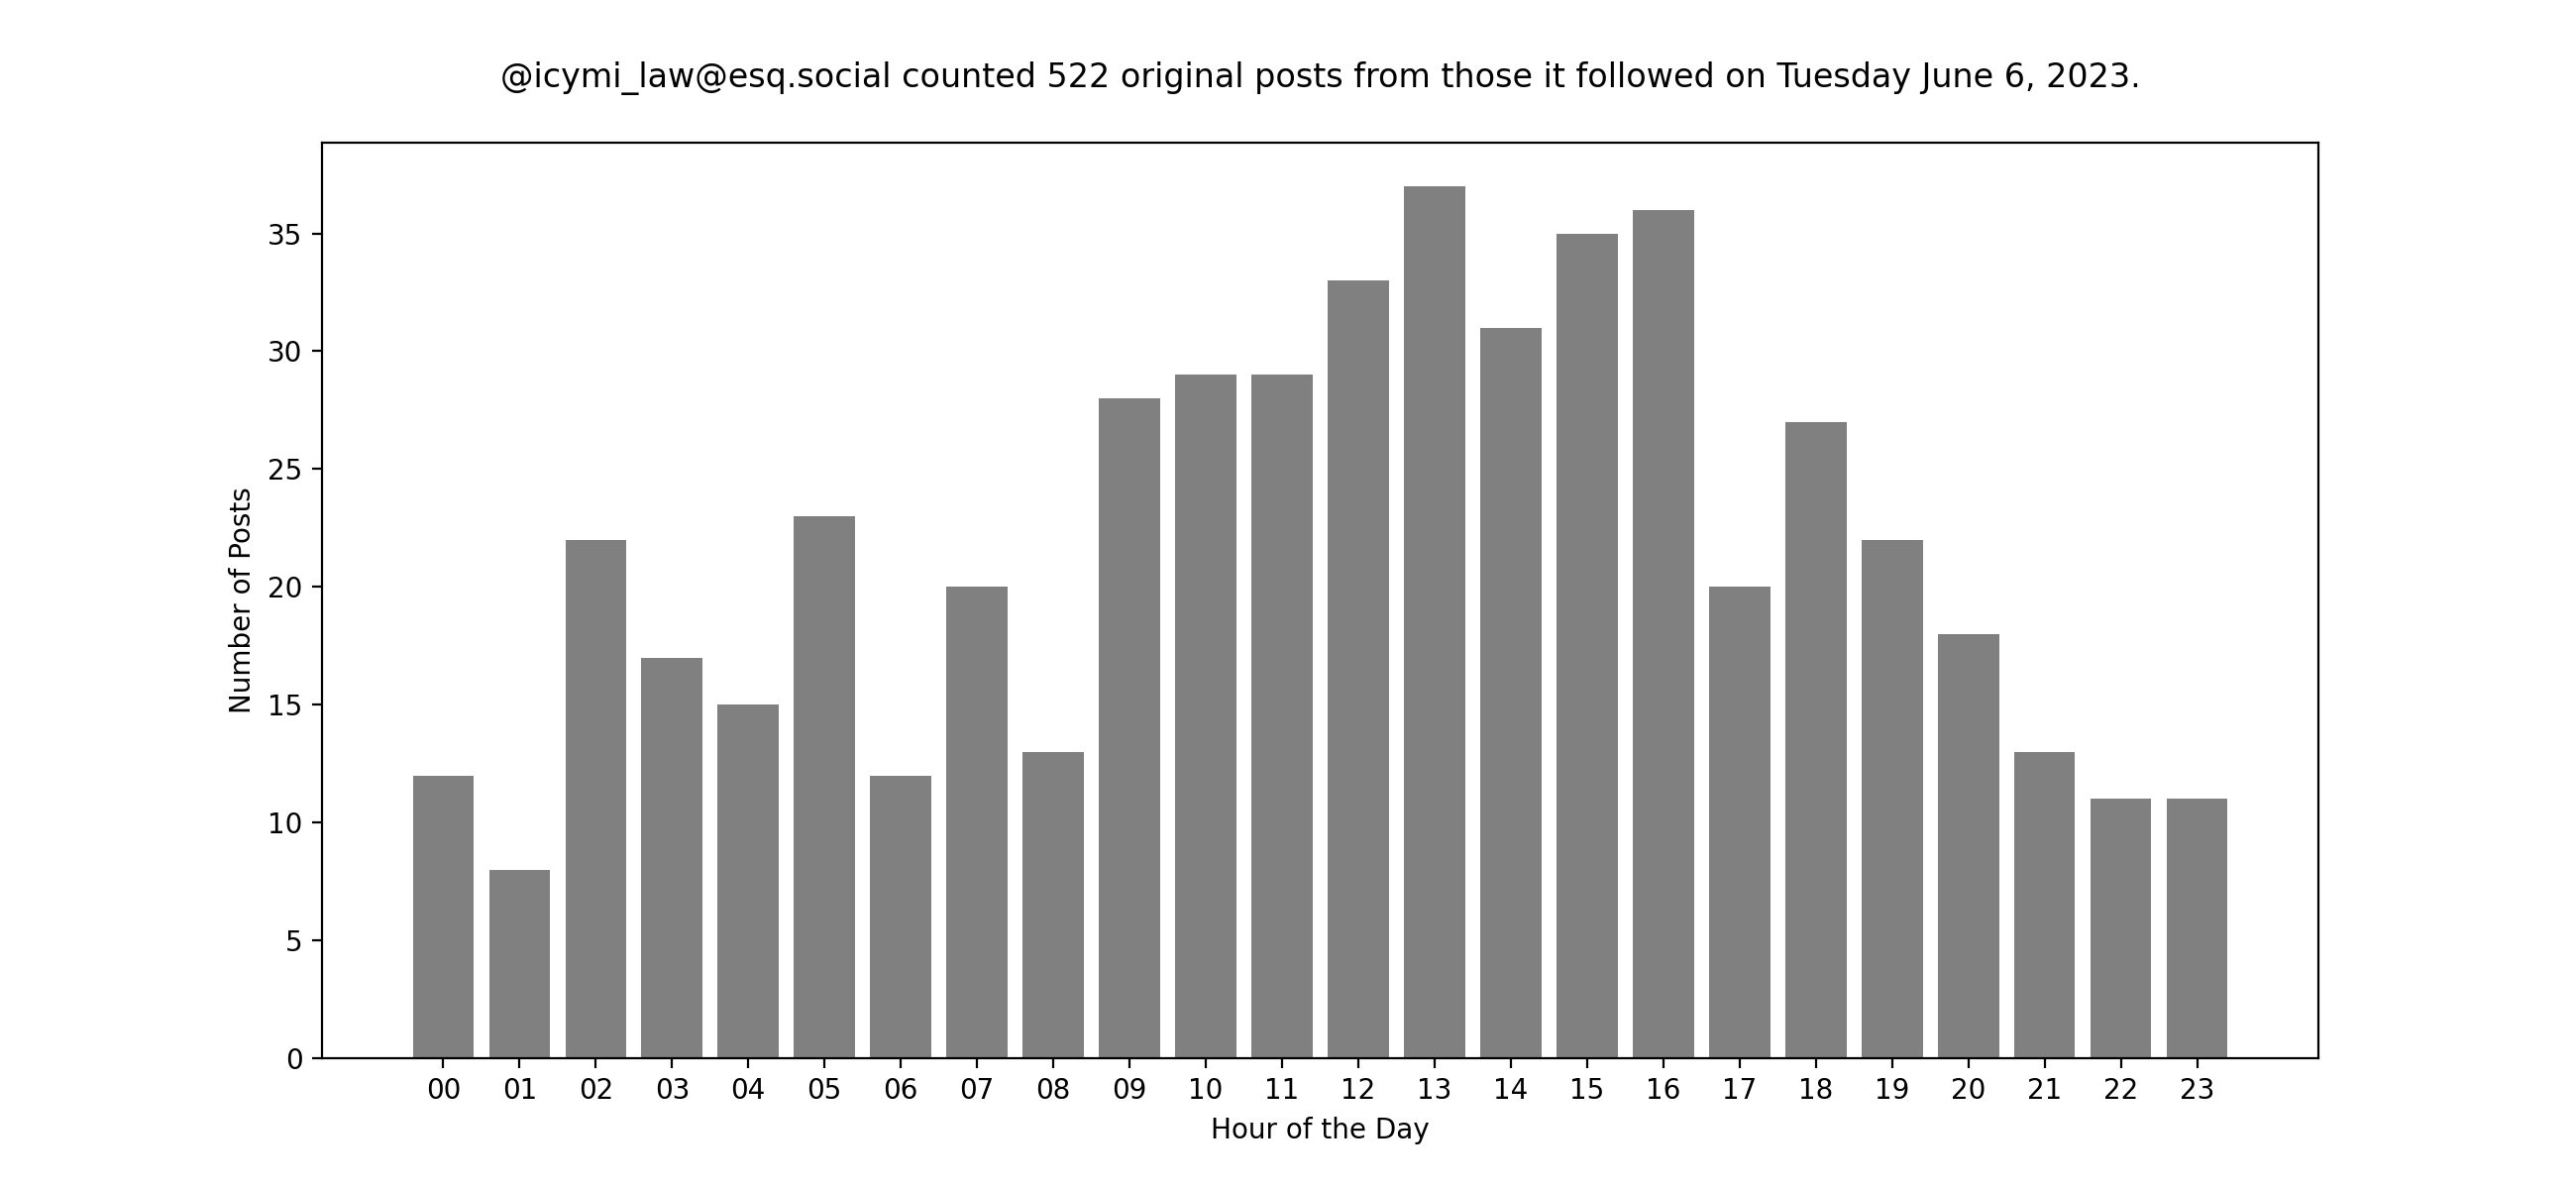 @icymi_law@esq.social counted 522 original posts from those it followed on Tuesday June 6, 2023.
35
30
25
20
15
10
5
0
Number of Posts
00 01 02 03 04 05 06 07 08 09 10 11 12 13 14 15 16 17 18 19 20 21 22 23
Hour of the Day